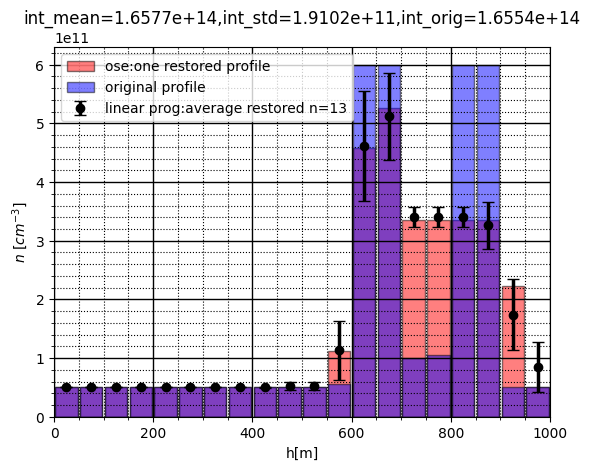 int_mean=1.6577e+14,int_std=1.9102e+11,int_orig=1.6554e+14
1e11
ose:one restored profile
original profile
linear prog:average restored n=13
6
5
4
3
2
1
0
n [cm⁻³]
0 200 400 600 800 1000
h[m]